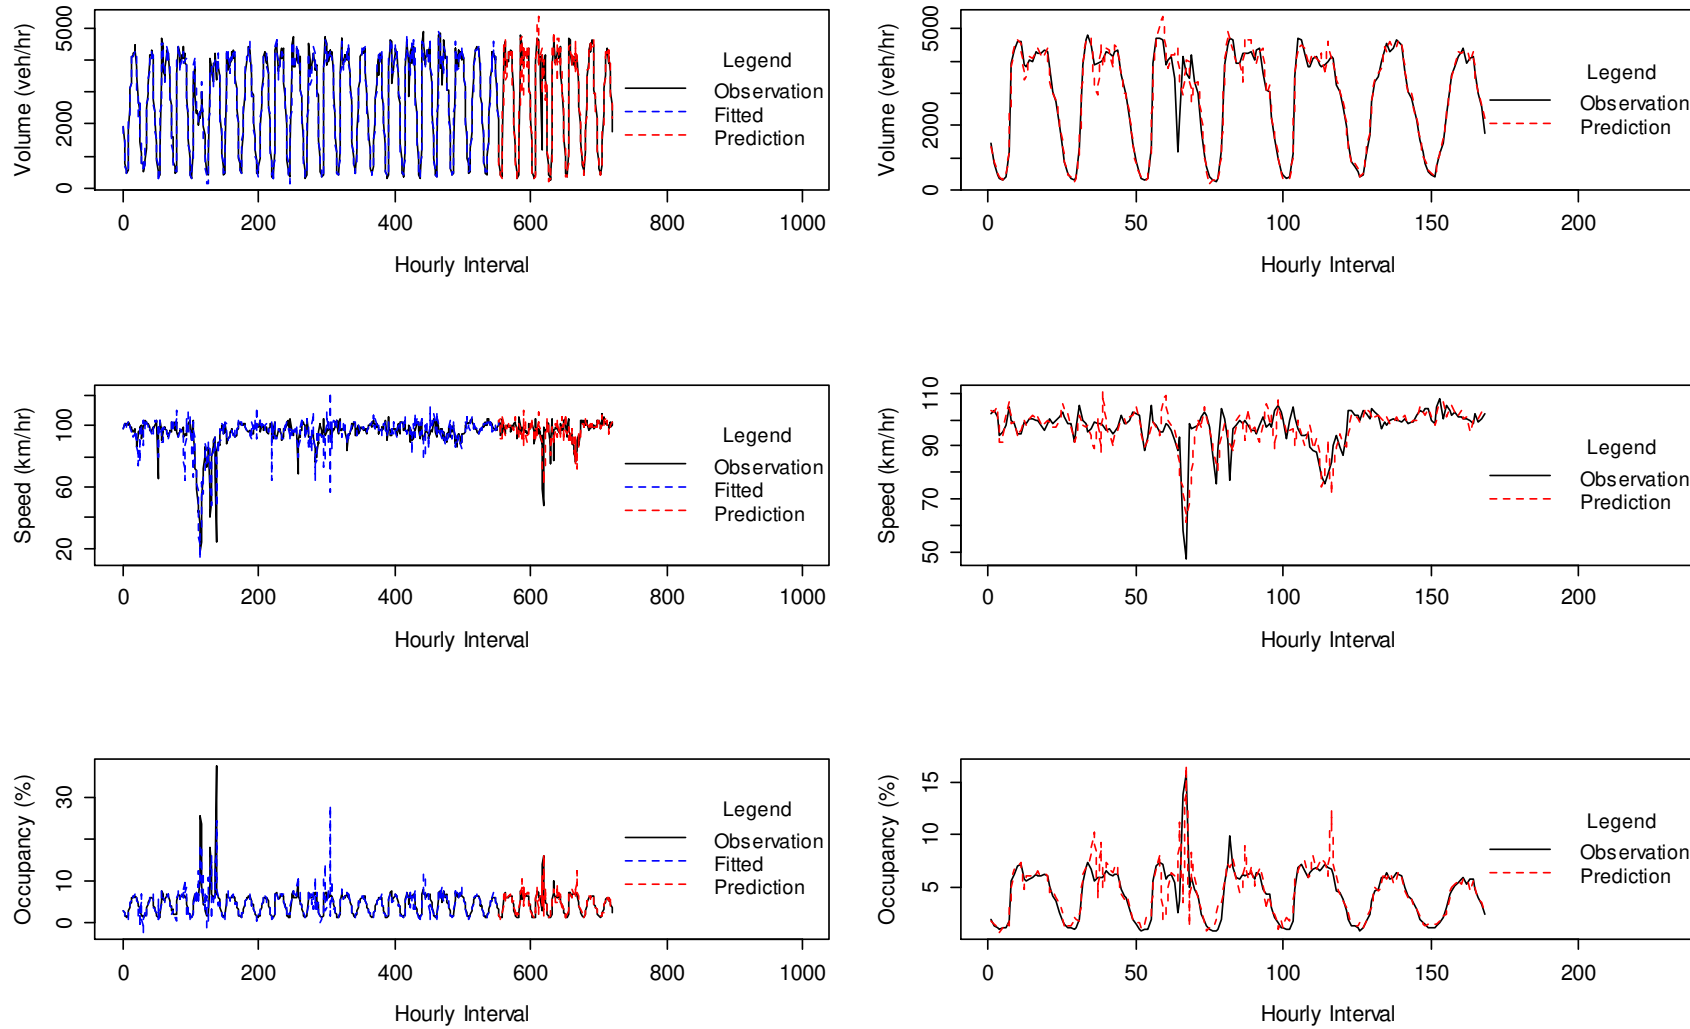 Volume (veh/hr)
0
2000
5000
Legend
Observation
Fitted
Prediction
0 200 400 600 800 1000
Hourly Interval
Volume (veh/hr)
0
2000
5000
Legend
Observation
Prediction
0 50 100 150 200
Hourly Interval
Speed (km/hr)
20
60
100
Legend
Observation
Fitted
Prediction
0 200 400 600 800 1000
Hourly Interval
Speed (km/hr)
50
70
90
110
Legend
Observation
Prediction
0 50 100 150 200
Hourly Interval
Occupancy (%)
0
10
30
Legend
Observation
Fitted
Prediction
0 200 400 600 800 1000
Hourly Interval
Occupancy (%)
5
10
15
Legend
Observation
Prediction
0 50 100 150 200
Hourly Interval